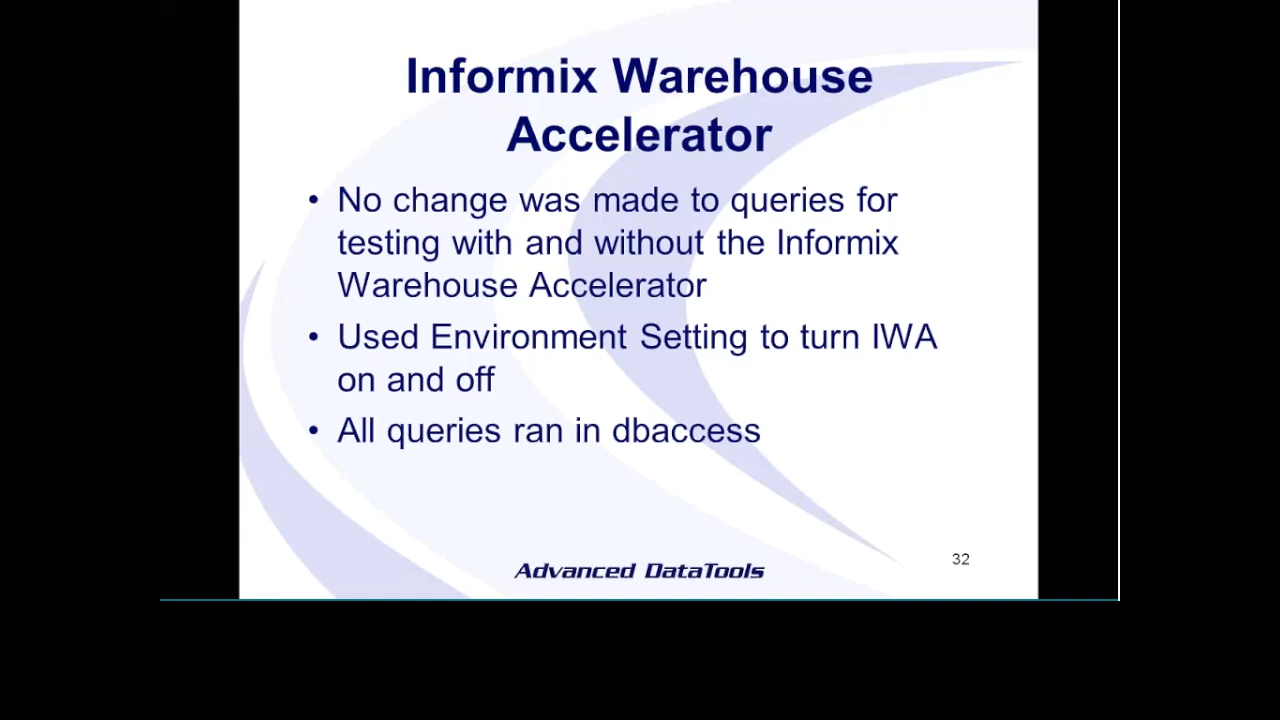 Informix Warehouse
Accelerator
• No change was made to queries for
testing with and without the Informix
Warehouse Accelerator
• Used Environment Setting to turn IWA
on and off
• All queries ran in dbaccess
Advanced DataTools
32